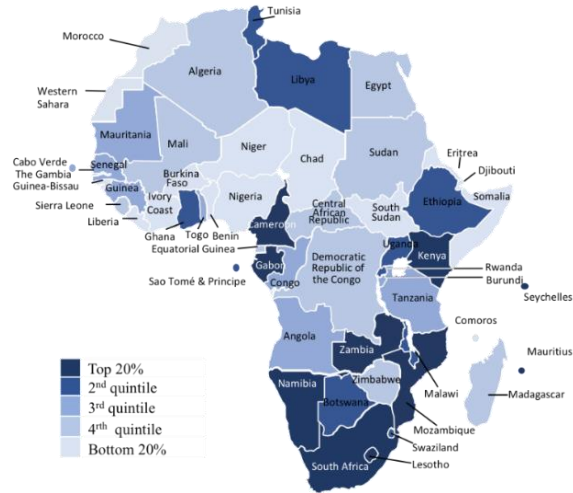 Tunisia
Morocco
Algeria
Libya
Egypt
Western
Sahara
Mauritania
Mali
Niger
Chad
Sudan
Eritrea
Djibouti
Cabo Verde
The Gambia
Guinea-Bissau
Senegal
Burkina
Faso
Guinea
Ivory
Coast
Nigeria
Central
African
Republic
South
Sudan
Ethiopia
Somalia
Sierra Leone
Liberia
Ghana
Togo
Benin
Equatorial Guinea
Cameroon
Sao Tomé & Principe
Gabon
Congo
Democratic
Republic of
the Congo
Uganda
Kenya
Rwanda
Burundi
Seychelles
Tanzania
Comoros
Angola
Zambia
Malawi
Mauritius
Madagascar
Zimbabwe
Namibia
Botswana
Mozambique
Swaziland
Lesotho
South Africa
Top 20%
2nd quintile
3rd quintile
4rth quintile
Bottom 20%